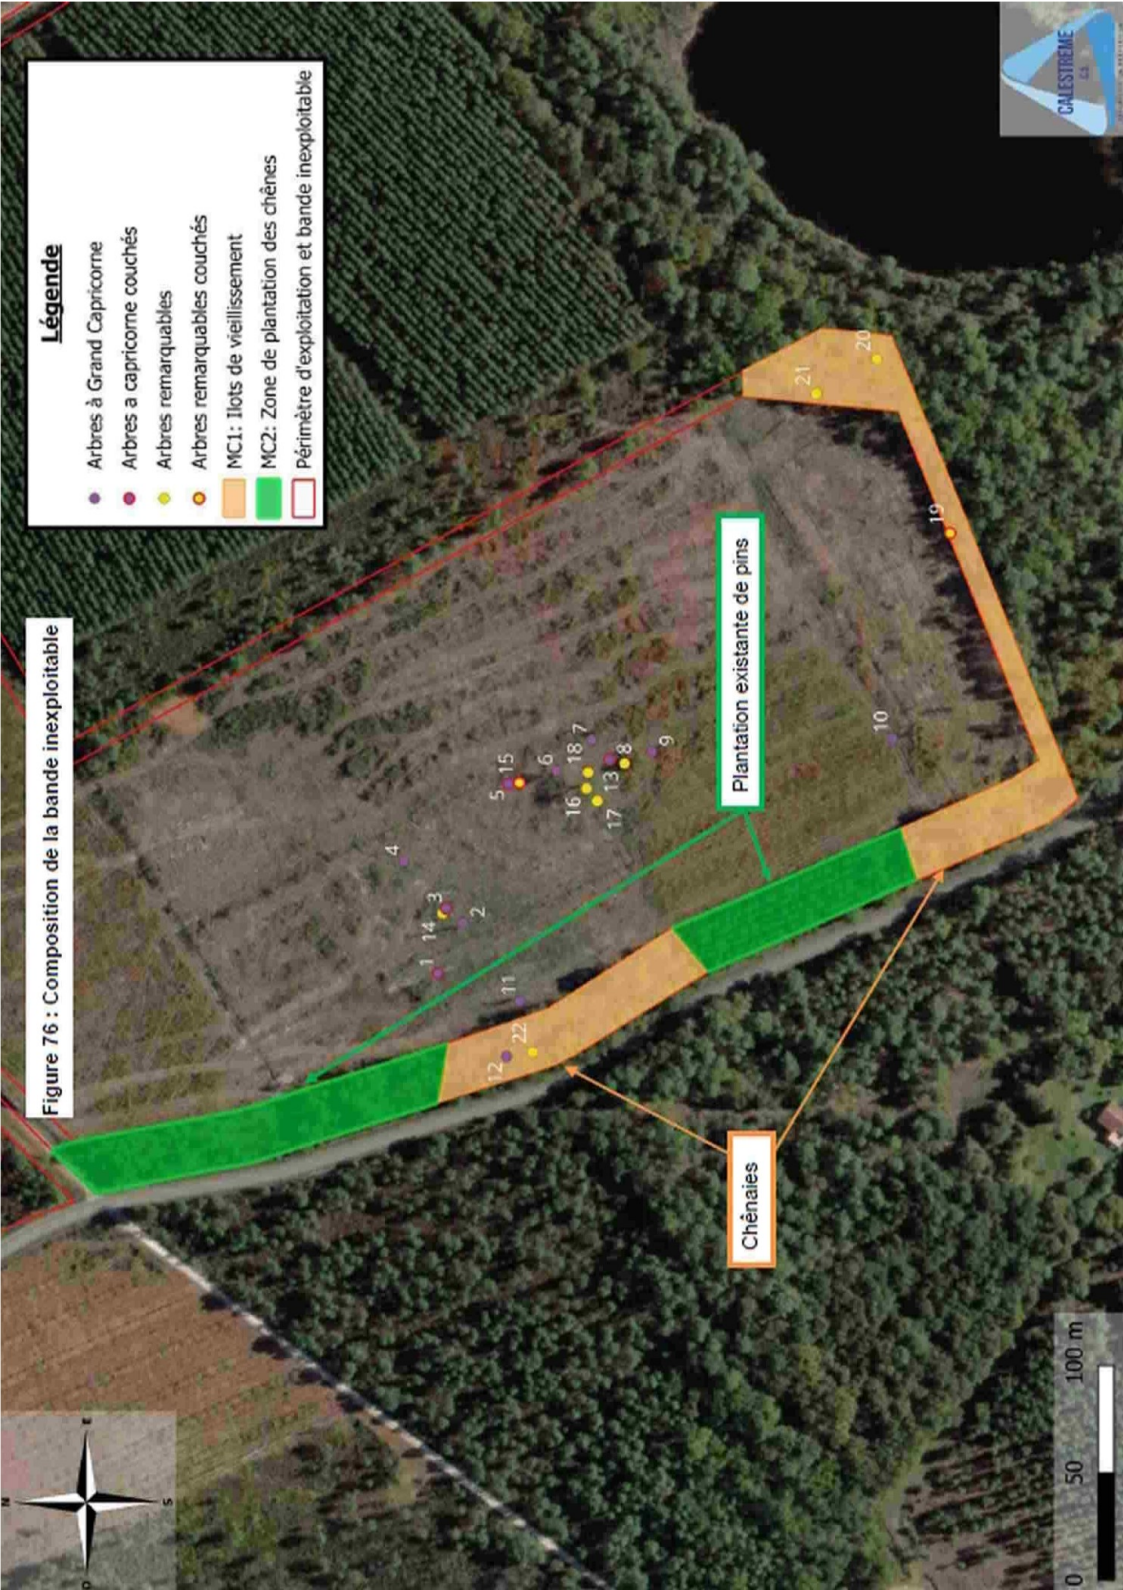 Figure 76 : Composition de la bande inexploitable
Légende
Arbres à Grand Capricorne
Arbres a capricorne couchés
Arbres remarquables
Arbres remarquables couchés
MC1: Ilots de vieillissement
MC2: Zone de plantation des chênes
Périmètre d'exploitation et bande inexploitable
N
E
S
O
1
2
3
14
4
5
15
6
7
18
16
17
13
8
9
10
11
12
22
19
20
21
Plantation existante de pins
Chênaies
0 50 100 m
CALESTREME